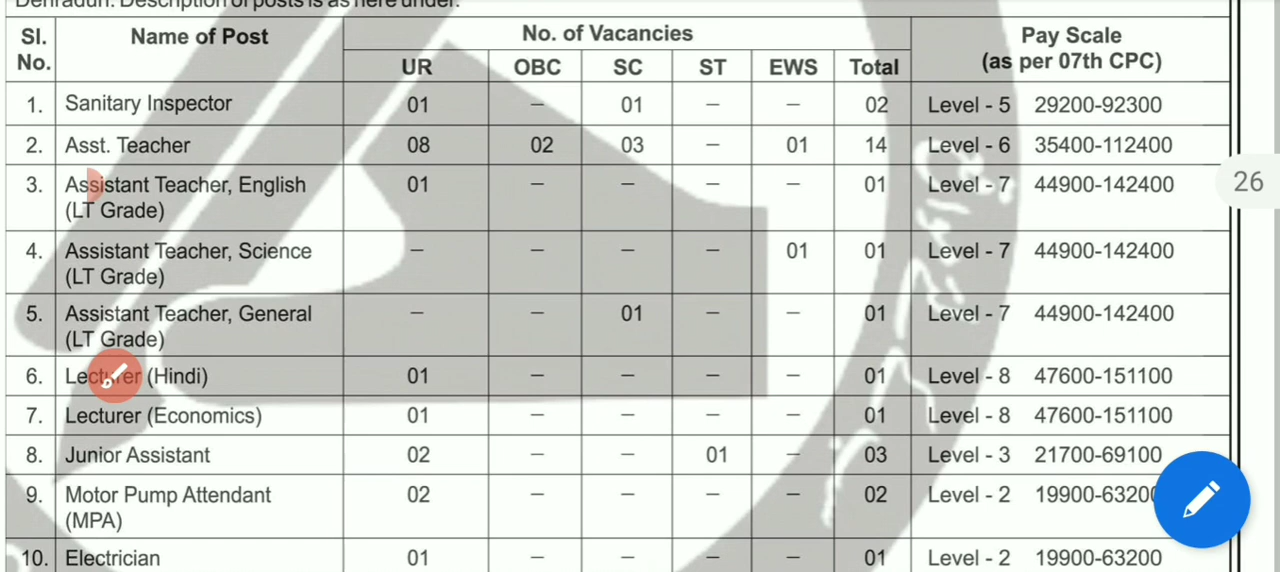 Dehradun. Description of posts is as here under.
Sl. No. Name of Post No. of Vacancies Pay Scale (as per 07th CPC)
UR OBC SC ST EWS Total
1. Sanitary Inspector 01 – 01 – – 02 Level - 5 29200-92300
2. Asst. Teacher 08 02 03 – 01 14 Level - 6 35400-112400
3. Assistant Teacher, English 01 – – – – 01 Level - 7 44900-142400
(LT Grade)
26
4. Assistant Teacher, Science – – – – 01 01 Level - 7 44900-142400
(LT Grade)
5. Assistant Teacher, General – – 01 – – 01 Level - 7 44900-142400
(LT Grade)
6. Lecturer (Hindi) 01 – – – – 01 Level - 8 47600-151100
7. Lecturer (Economics) 01 – – – – 01 Level - 8 47600-151100
8. Junior Assistant 02 – – 01 – 03 Level - 3 21700-69100
9. Motor Pump Attendant 02 – – – – 02 Level - 2 19900-63200
(MPA)
10. Electrician 01 – – – – 01 Level - 2 19900-63200